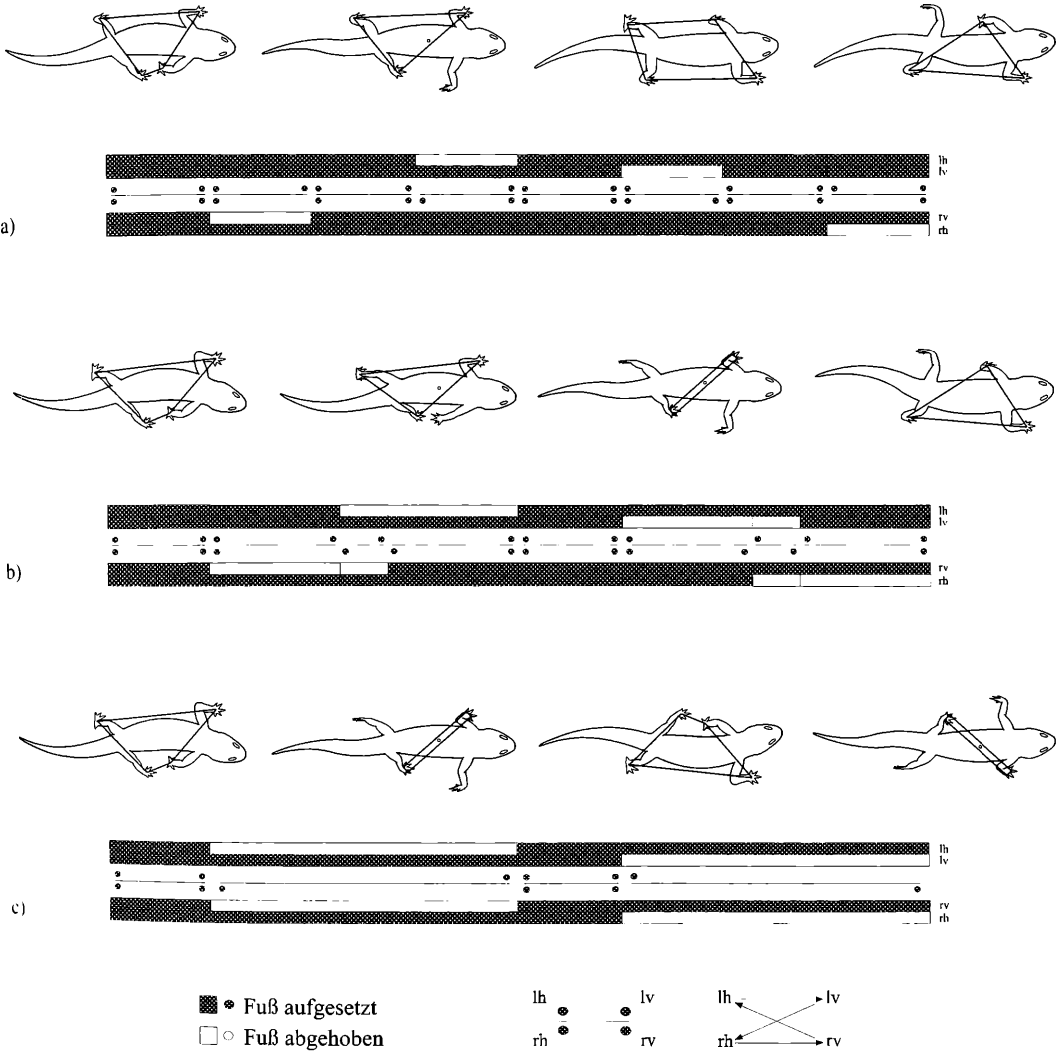 lh
lv
rv
a)
rh
lh
lv
rv
b)
rh
lh
lv
rv
c)
rh
Fuß aufgesetzt
Fuß abgehoben
lh lv
rh rv
lh lv
rh rv